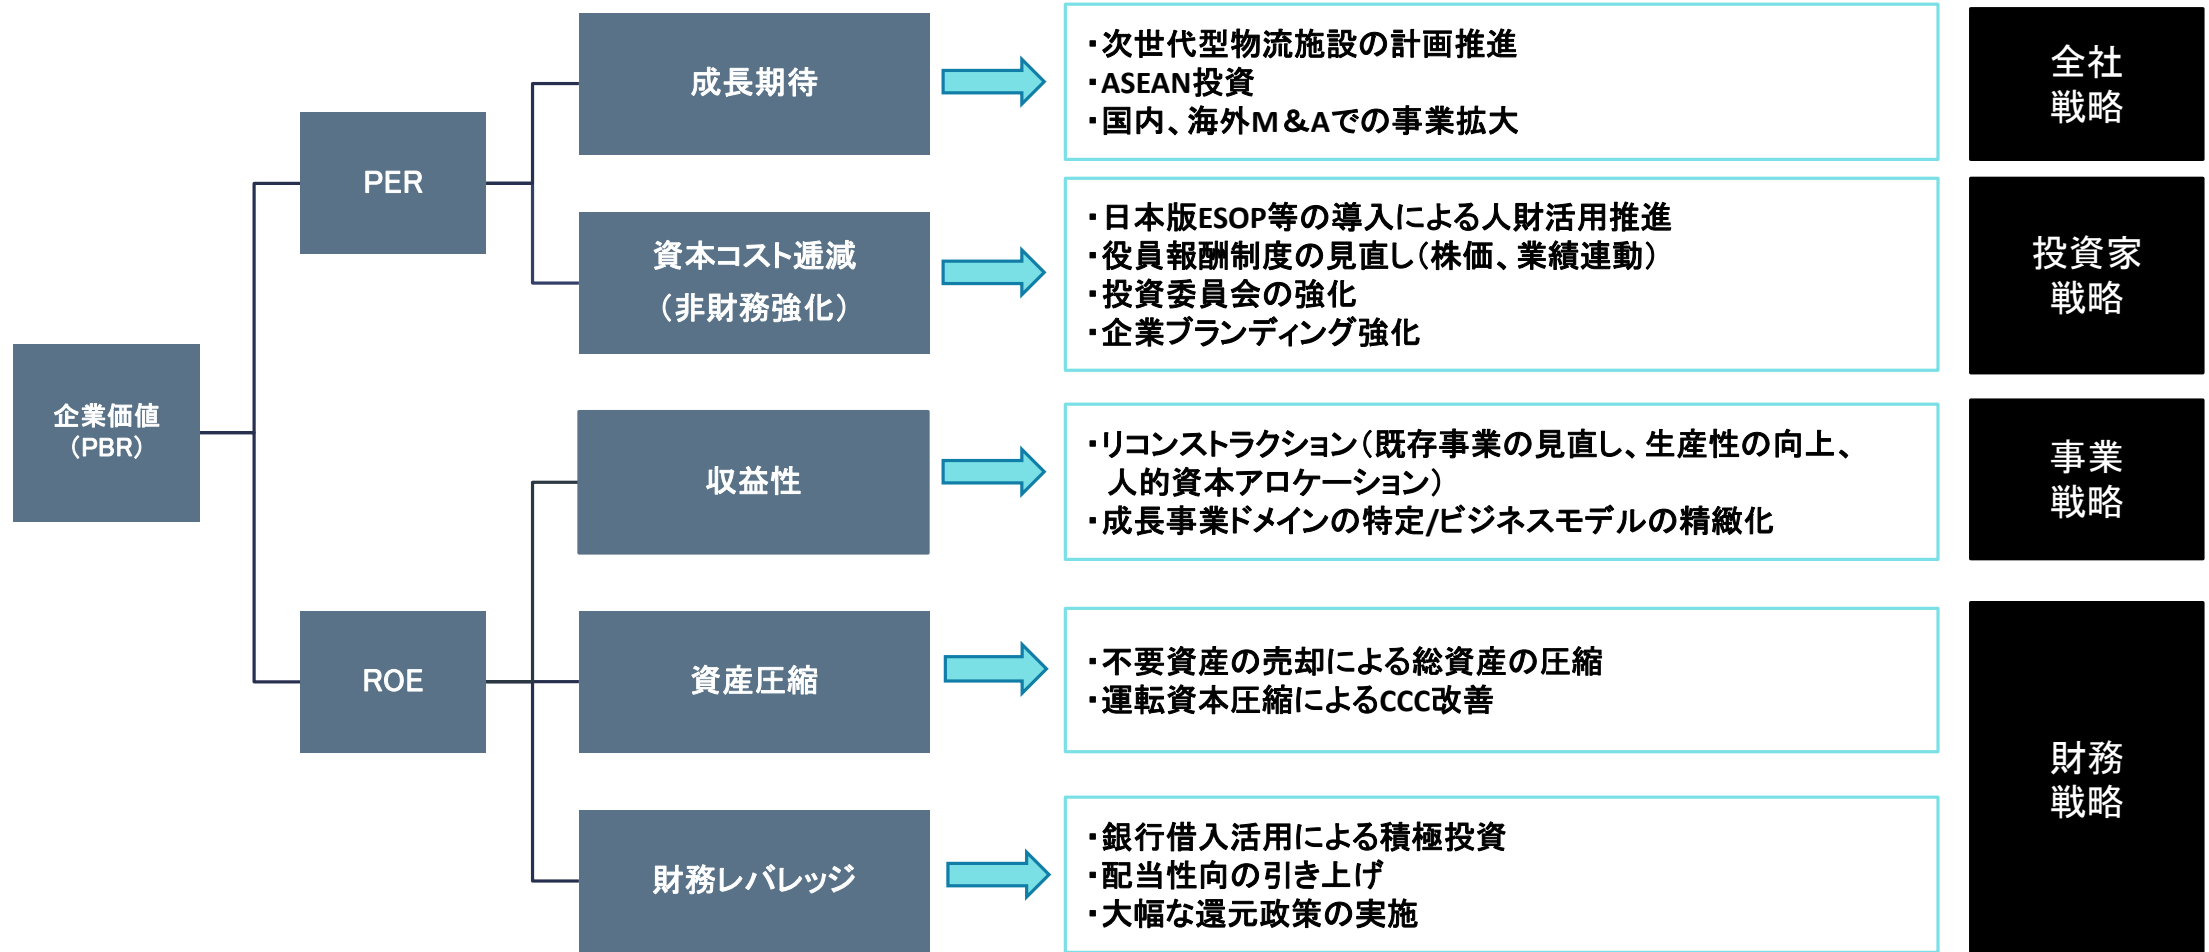 企業価値
（PBR）
PER
ROE
成長期待
資本コスト逓減
（非財務強化）
収益性
資産圧縮
財務レバレッジ
・次世代型物流施設の計画推進
・ASEAN投資
・国内、海外M＆Aでの事業拡大
・日本版ESOP等の導入による人財活用推進
・役員報酬制度の見直し（株価、業績連動）
・投資委員会の強化
・企業ブランディング強化
・リコンストラクション（既存事業の見直し、生産性の向上、
人的資本アロケーション）
・成長事業ドメインの特定/ビジネスモデルの精緻化
・不要資産の売却による総資産の圧縮
・運転資本圧縮によるCCC改善
・銀行借入活用による積極投資
・配当性向の引き上げ
・大幅な還元政策の実施
全社
戦略
投資家
戦略
事業
戦略
財務
戦略